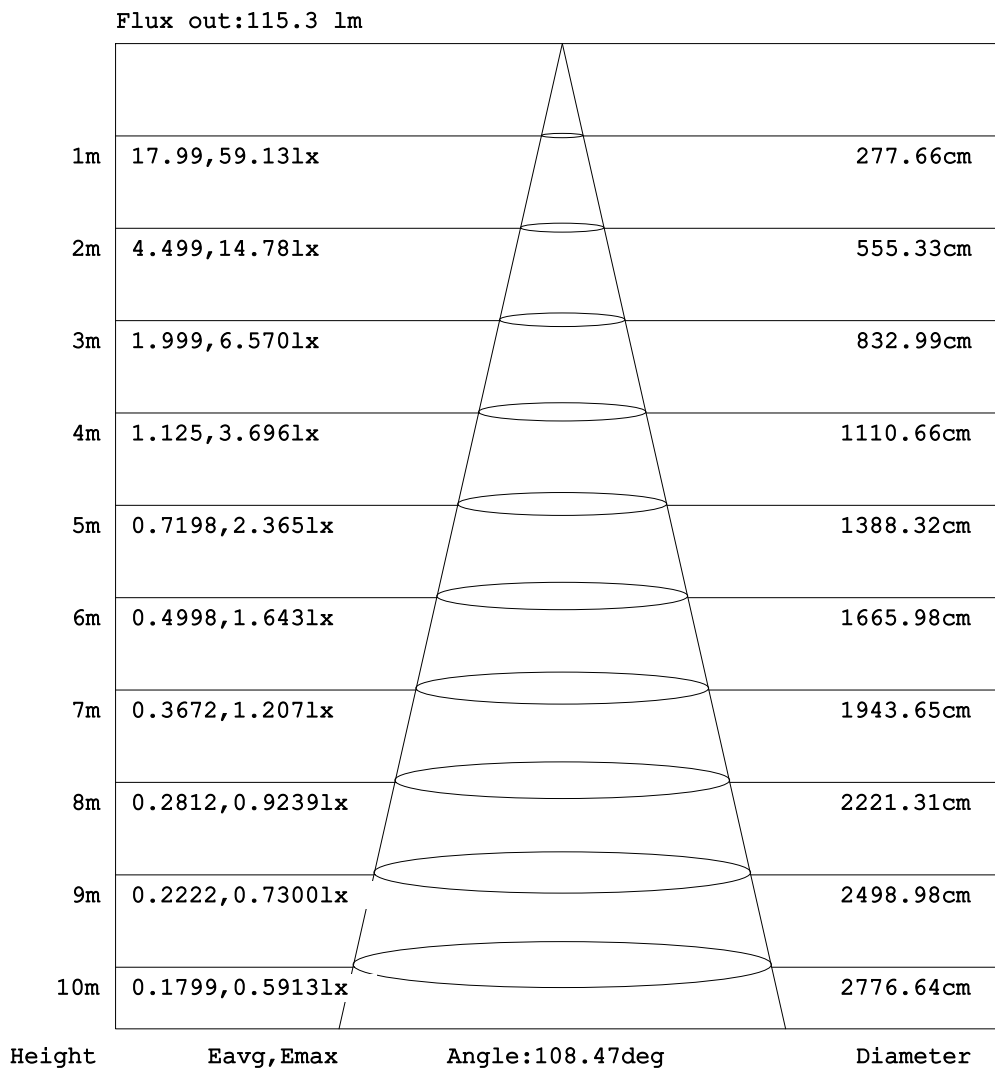 Flux out:115.3 lm
1m 17.99,59.13lx 277.66cm
2m 4.499,14.78lx 555.33cm
3m 1.999,6.570lx 832.99cm
4m 1.125,3.696lx 1110.66cm
5m 0.7198,2.365lx 1388.32cm
6m 0.4998,1.643lx 1665.98cm
7m 0.3672,1.207lx 1943.65cm
8m 0.2812,0.9239lx 2221.31cm
9m 0.2222,0.7300lx 2498.98cm
10m 0.1799,0.5913lx 2776.64cm
Height Eavg,Emax Angle:108.47deg Diameter